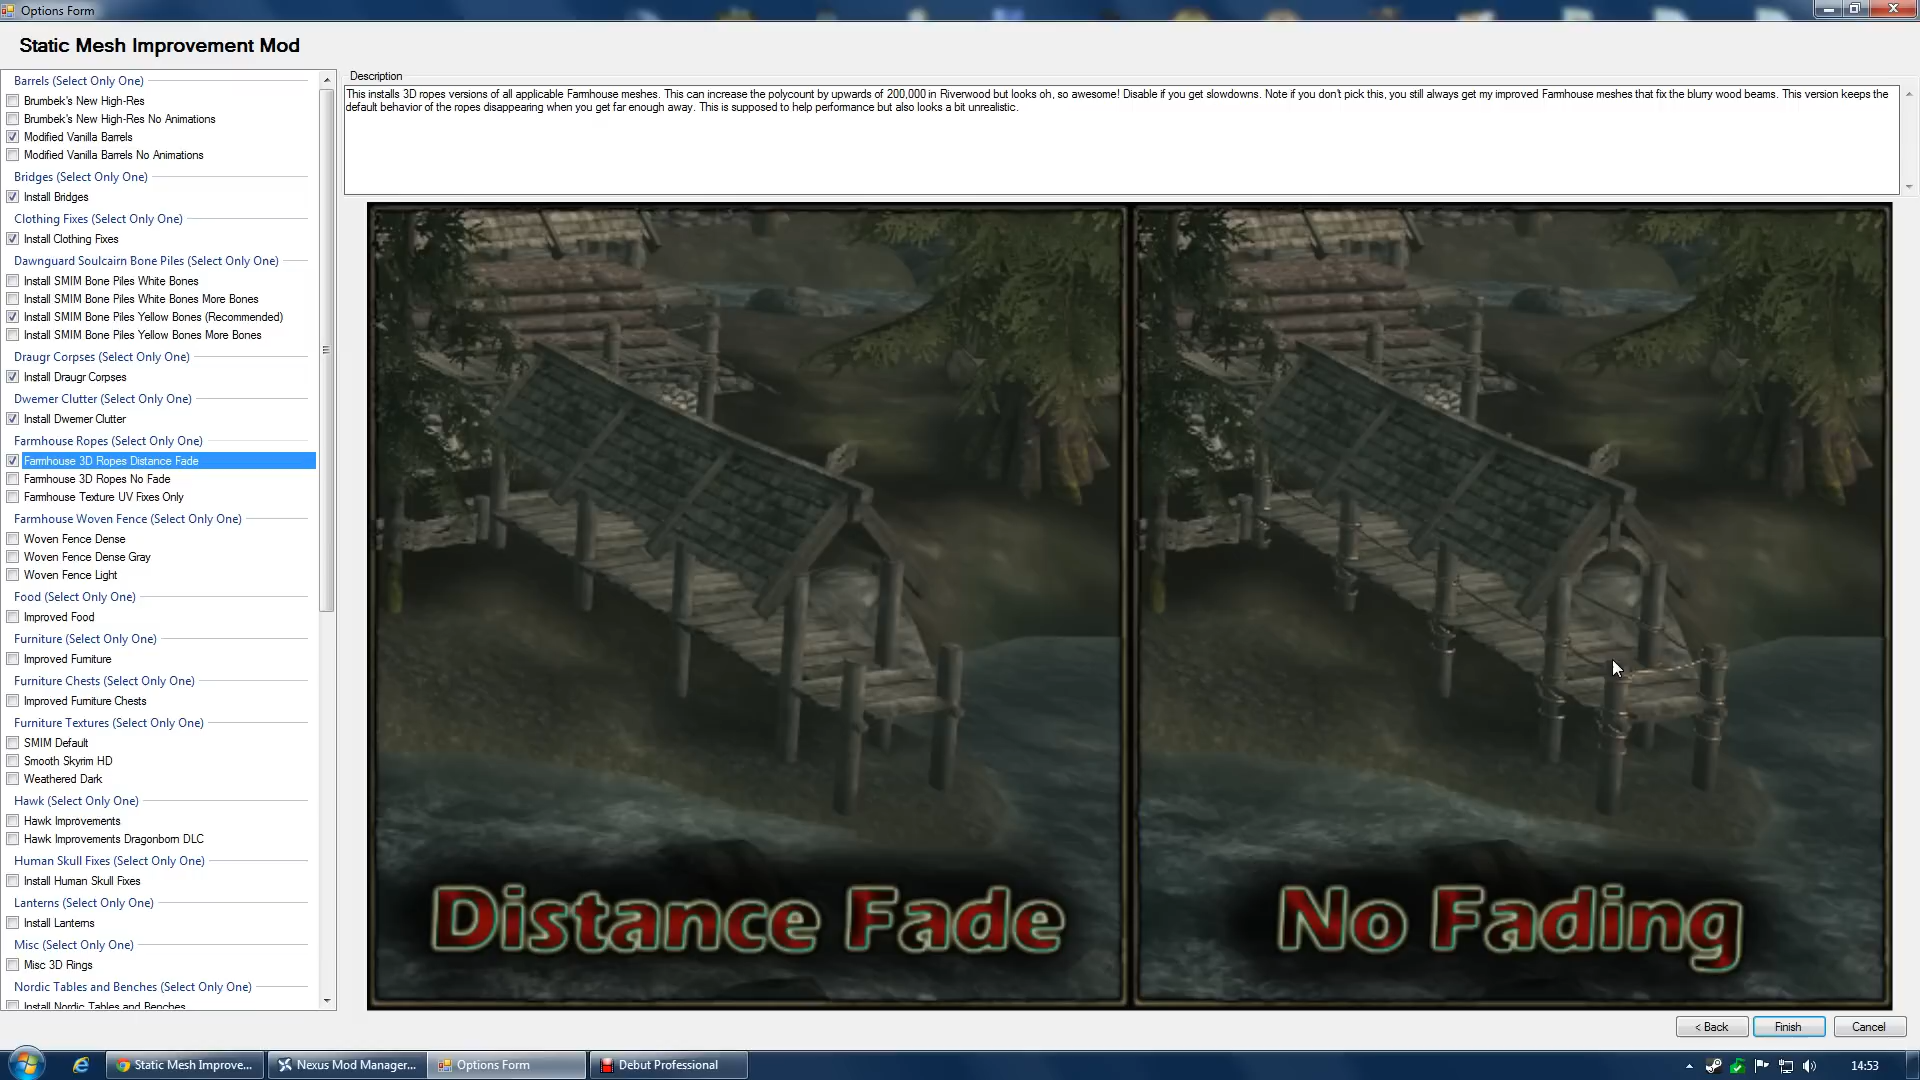 Options Form
Static Mesh Improvement Mod
Barrels (Select Only One)
Brumbek's New High-Res
Brumbek's New High-Res No Animations
Modified Vanilla Barrels
Modified Vanilla Barrels No Animations
Bridges (Select Only One)
Install Bridges
Clothing Fixes (Select Only One)
Install Clothing Fixes
Dawnguard Soulcairn Bone Piles (Select Only One)
Install SMIM Bone Piles White Bones
Install SMIM Bone Piles White Bones More Bones
Install SMIM Bone Piles Yellow Bones (Recommended)
Install SMIM Bone Piles Yellow Bones More Bones
Draugr Corpses (Select Only One)
Install Draugr Corpses
Dwemer Clutter (Select Only One)
Install Dwemer Clutter
Farmhouse Ropes (Select Only One)
Farmhouse 3D Ropes Distance Fade
Farmhouse 3D Ropes No Fade
Farmhouse Texture UV Fixes Only
Farmhouse Woven Fence (Select Only One)
Woven Fence Dense
Woven Fence Dense Gray
Woven Fence Light
Food (Select Only One)
Improved Food
Furniture (Select Only One)
Improved Furniture
Furniture Chests (Select Only One)
Improved Furniture Chests
Furniture Textures (Select Only One)
SMIM Default
Smooth Skyrim HD
Weathered Dark
Hawk (Select Only One)
Hawk Improvements
Hawk Improvements Dragonborn DLC
Human Skull Fixes (Select Only One)
Install Human Skull Fixes
Lanterns (Select Only One)
Install Lanterns
Misc (Select Only One)
Misc 3D Rings
Nordic Tables and Benches (Select Only One)
Install Nordic Tables and Benches
Description
This installs 3D ropes versions of all applicable Farmhouse meshes. This can increase the polycount by upwards of 200,000 in Riverwood but looks oh, so awesome! Disable if you get slowdowns. Note if you don't pick this, you still always get my improved Farmhouse meshes that fix the blurry wood beams. This version keeps the
default behavior of the ropes disappearing when you get far enough away. This is supposed to help performance but also looks a bit unrealistic.
Distance Fade
No Fading
< Back
Finish
Cancel
Static Mesh Improve...
Nexus Mod Manager...
Options Form
Debut Professional
14:53